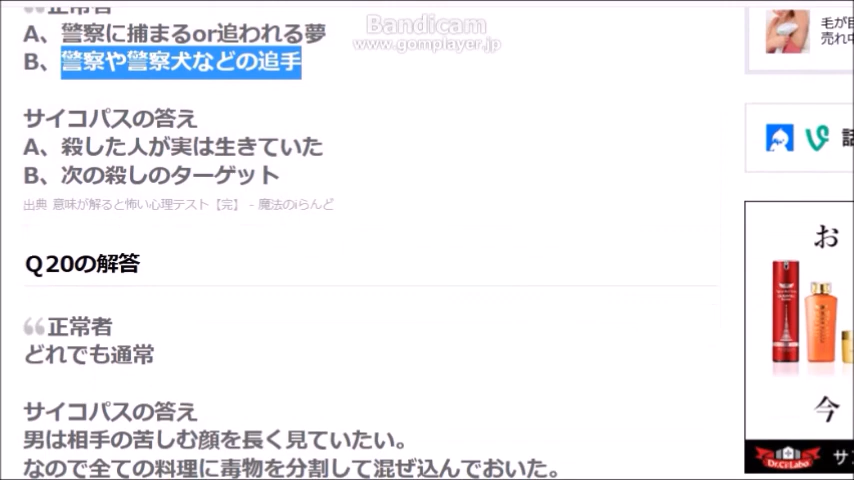 正常者
Bandicam
www.gomplayer.jp
A、警察に捕まるor追われる夢
B、警察や警察犬などの追手
サイコパスの答え
A、殺した人が実は生きていた
B、次の殺しのターゲット
出典 意味が解ると怖い心理テスト【完】 - 魔法のiらんど
Q20の解答
正常者
どれでも通常
サイコパスの答え
男は相手の苦しむ顔を長く見ていたい。
なので全ての料理に毒物を分割して混ぜ込んでおいた。
毛が目
売れ中
話
お
今
Dr.Ci:Labo
サ